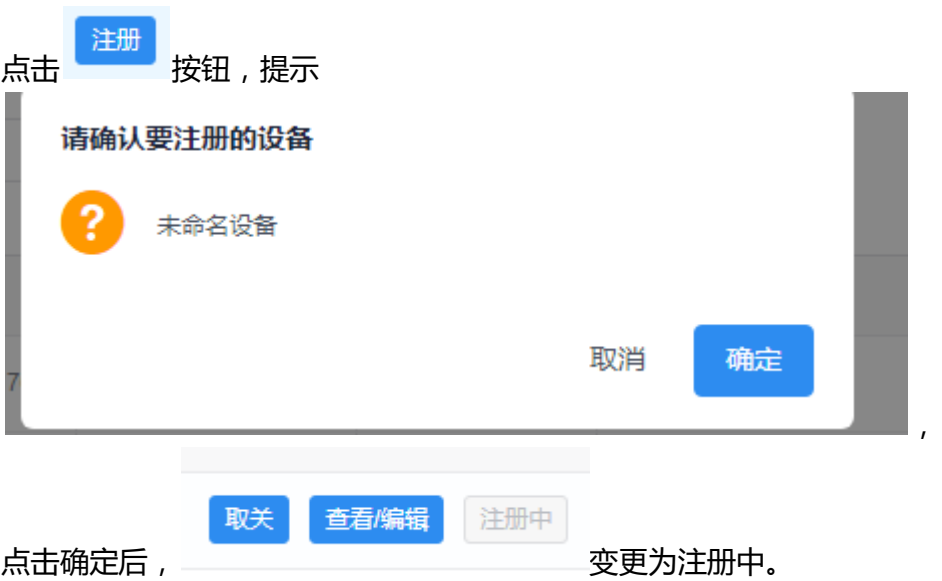 点击 注册 按钮，提示
请确认要注册的设备
? 未命名设备
取消 确定
7
，
点击确定后， 取关 查看/编辑 注册中 变更为注册中。